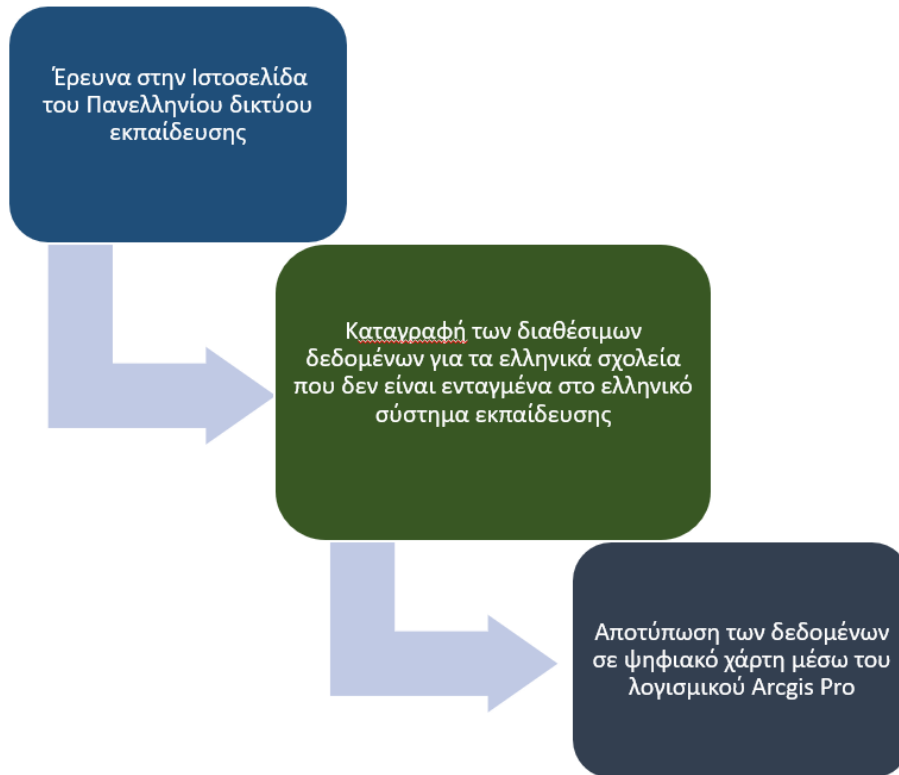 Έρευνα στην Ιστοσελίδα
του Πανελληνίου δικτύου
εκπαίδευσης
Καταγραφή των διαθέσιμων
δεδομένων για τα ελληνικά σχολεία
που δεν είναι ενταγμένα στο ελληνικό
σύστημα εκπαίδευσης
Αποτύπωση των δεδομένων
σε ψηφιακό χάρτη μέσω του
λογισμικού Arcgis Pro